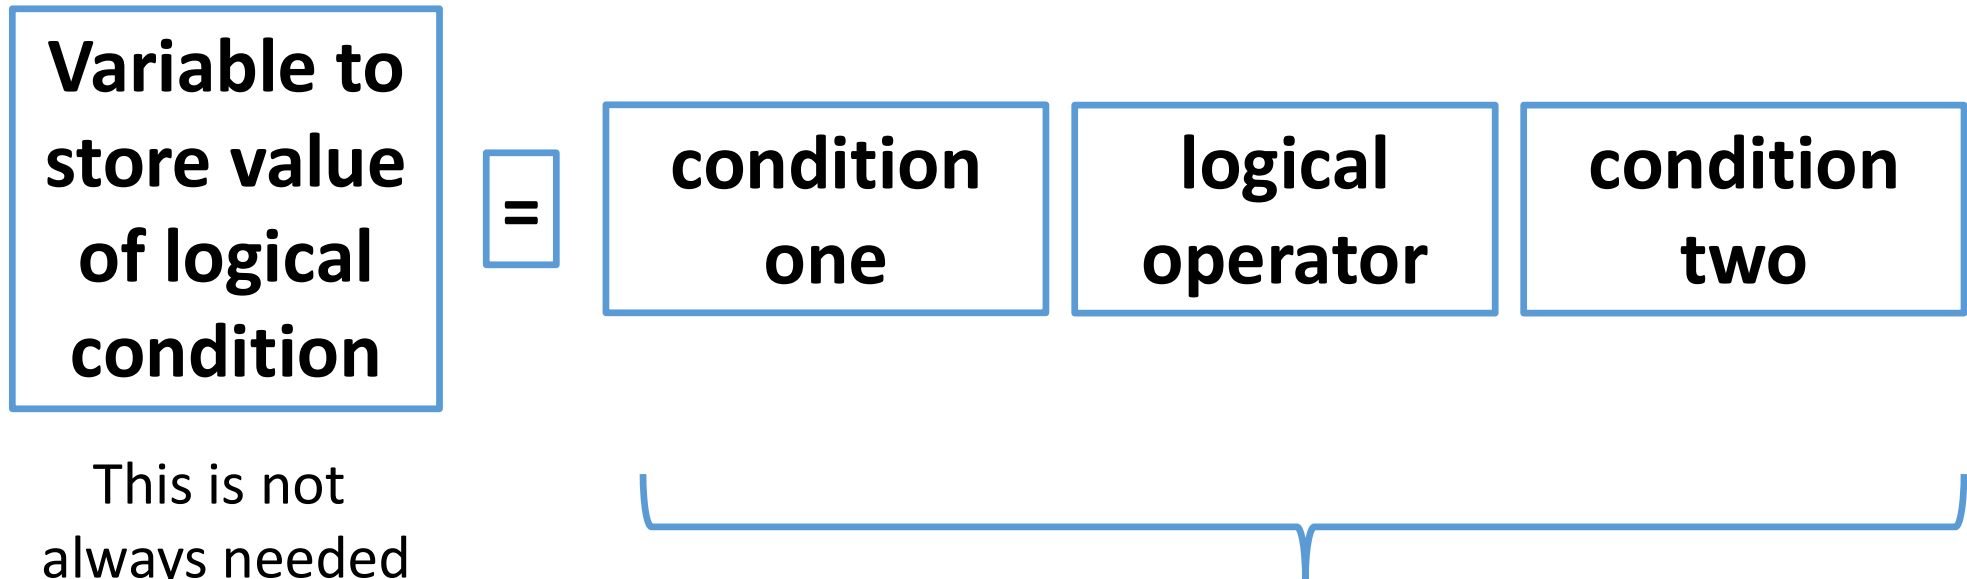 Variable to
store value
of logical
condition
=
condition
one
logical
operator
condition
two
This is not
always needed